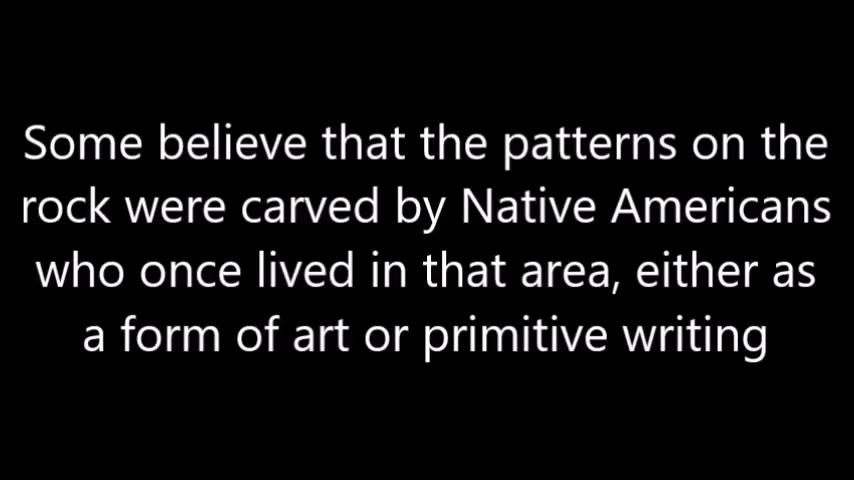 Some believe that the patterns on the
rock were carved by Native Americans
who once lived in that area, either as
a form of art or primitive writing